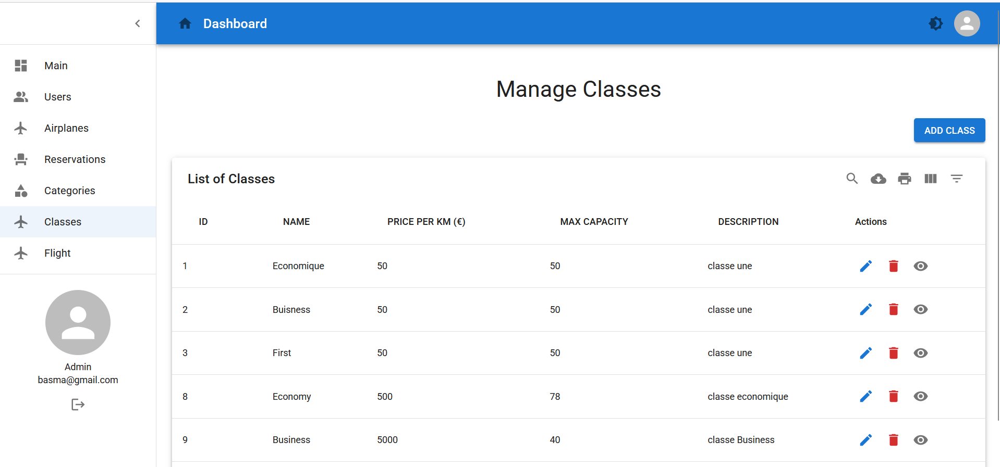 Dashboard
Main
Users
Airplanes
Reservations
Categories
Classes
Flight
Admin
basma@gmail.com
Manage Classes
ADD CLASS
List of Classes
ID NAME PRICE PER KM (€) MAX CAPACITY DESCRIPTION Actions
1 Economique 50 50 classe une
2 Buisness 50 50 classe une
3 First 50 50 classe une
8 Economy 500 78 classe economique
9 Business 5000 40 classe Business